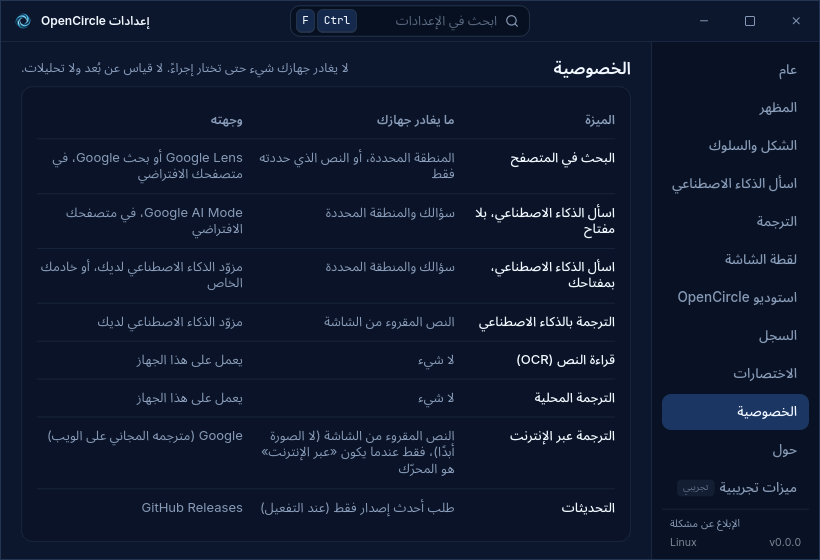 إعدادات OpenCircle
ابحث في الإعدادات
Ctrl F
عام
المظهر
الشكل والسلوك
اسأل الذكاء الاصطناعي
الترجمة
لقطة الشاشة
استوديو OpenCircle
السجل
الاختصارات
الخصوصية
حول
ميزات تجريبية تجريبي
الإبلاغ عن مشكلة
v0.0.0 Linux
الخصوصية
لا يغادر جهازك شيء حتى تختار إجراءً. لا قياس عن بُعد ولا تحليلات.
الميزة ما يغادر جهازك وجهته
البحث في المتصفح
المنطقة المحددة، أو النص الذي حددته
فقط
Google Lens أو بحث Google، في
متصفحك الافتراضي
اسأل الذكاء الاصطناعي، بلا
مفتاح
سؤالك والمنطقة المحددة
Google AI Mode، في متصفحك
الافتراضي
اسأل الذكاء الاصطناعي،
بمفتاحك
سؤالك والمنطقة المحددة
مزوّد الذكاء الاصطناعي لديك، أو خادمك
الخاص
الترجمة بالذكاء الاصطناعي
النص المقروء من الشاشة
مزوّد الذكاء الاصطناعي لديك
قراءة النص (OCR)
لا شيء
يعمل على هذا الجهاز
الترجمة المحلية
لا شيء
يعمل على هذا الجهاز
الترجمة عبر الإنترنت
النص المقروء من الشاشة (لا الصورة
أبدًا)، فقط عندما يكون «عبر الإنترنت»
هو المحرّك
Google (مترجمه المجاني على الويب)
التحديثات
طلب أحدث إصدار فقط (عند التفعيل)
GitHub Releases